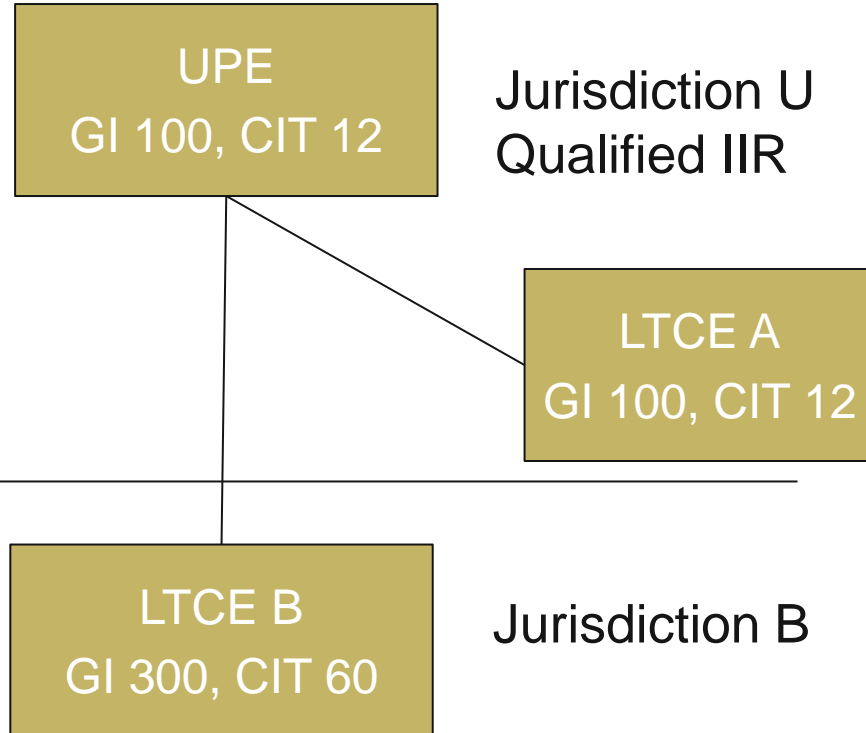 UPE
GI 100, CIT 12
Jurisdiction U
Qualified IIR
LTCE A
GI 100, CIT 12
LTCE B
GI 300, CIT 60
Jurisdiction B